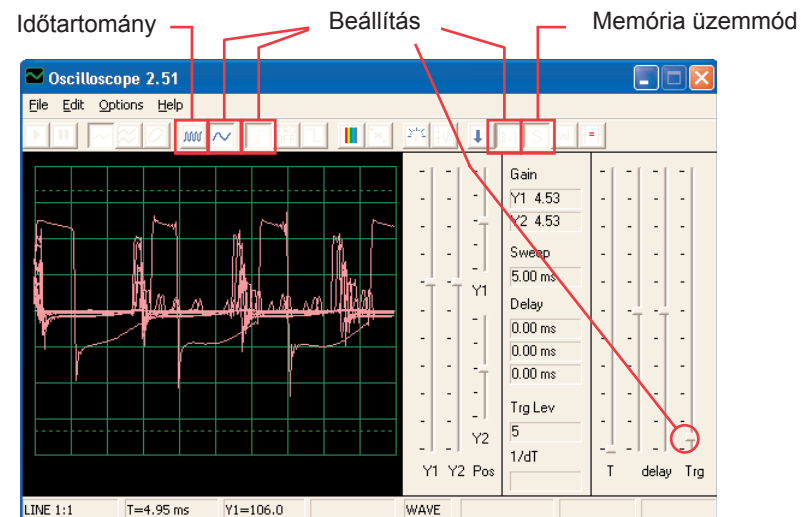 Időtartomány
Beállítás
Memória üzemmód
Oscilloscope 2.51
File Edit Options Help
Gain
Y1 4.53
Y2 4.53
Sweep
5.00 ms
Y1
Delay
0.00 ms
0.00 ms
0.00 ms
Trg Lev
5
Y2
1/dT
Y1 Y2 Pos
T delay Trg
LINE 1:1 T=4.95 ms Y1=106.0 WAVE